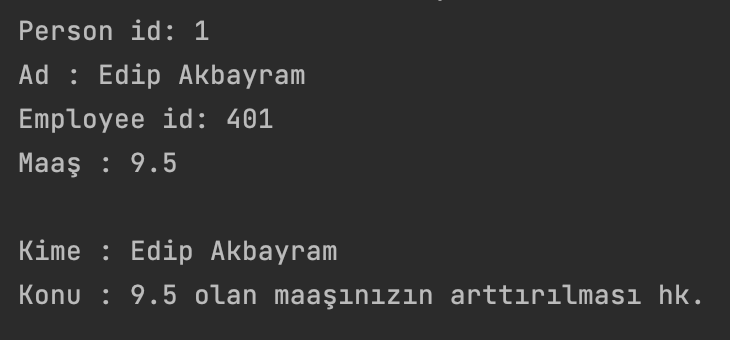 Person id: 1
Ad : Edip Akbayram
Employee id: 401
Maaş : 9.5
Kime : Edip Akbayram
Konu : 9.5 olan maaşınızın arttırılması hk.